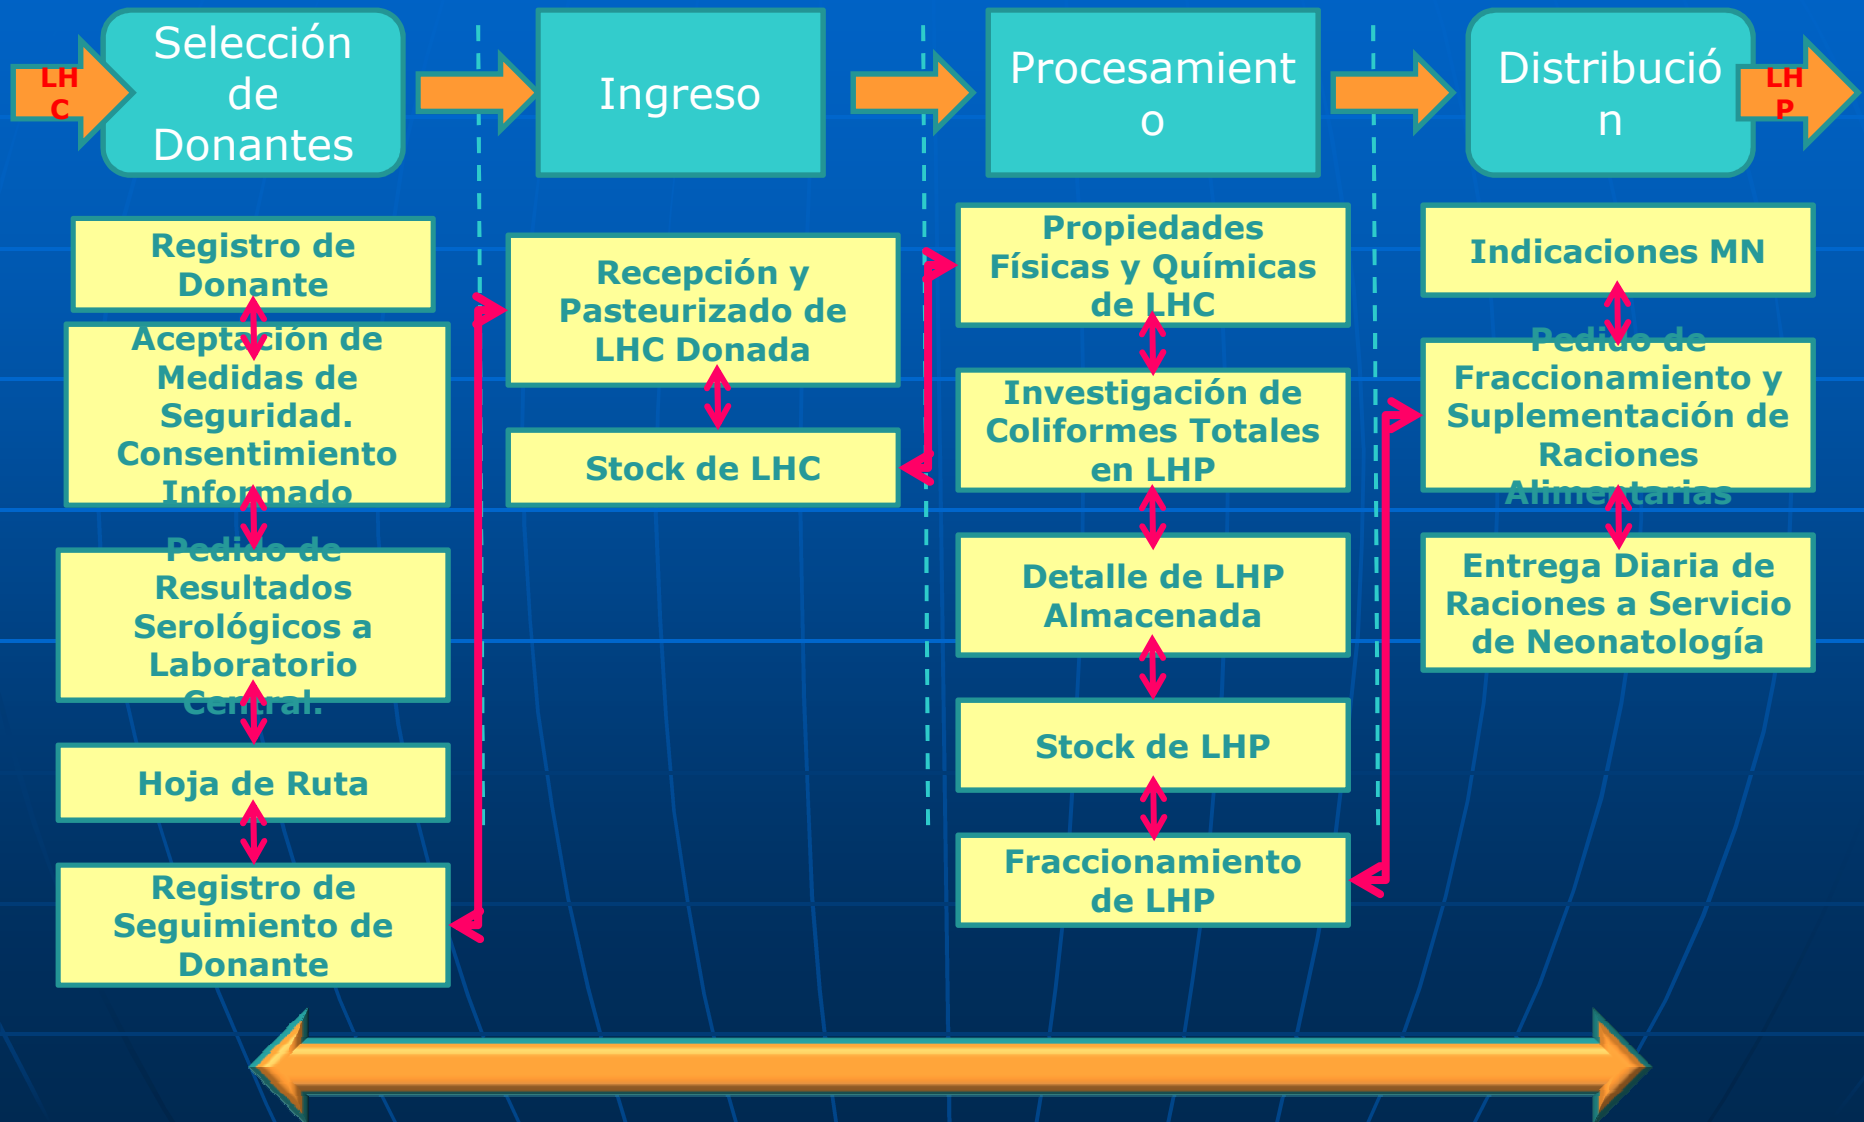 LH
C
Selección
de
Donantes
Ingreso
Procesamient
o
Distribució
n
LH
P
Registro de
Donante
Aceptación de
Medidas de
Seguridad.
Consentimiento
Informado
Pedido de
Resultados
Serológicos a
Laboratorio
Central.
Hoja de Ruta
Registro de
Seguimiento de
Donante
Recepción y
Pasteurizado de
LHC Donada
Stock de LHC
Propiedades
Físicas y Químicas
de LHC
Investigación de
Coliformes Totales
en LHP
Detalle de LHP
Almacenada
Stock de LHP
Fraccionamiento
de LHP
Indicaciones MN
Pedido de
Fraccionamiento y
Suplementación de
Raciones
Alimentarias
Entrega Diaria de
Raciones a Servicio
de Neonatología